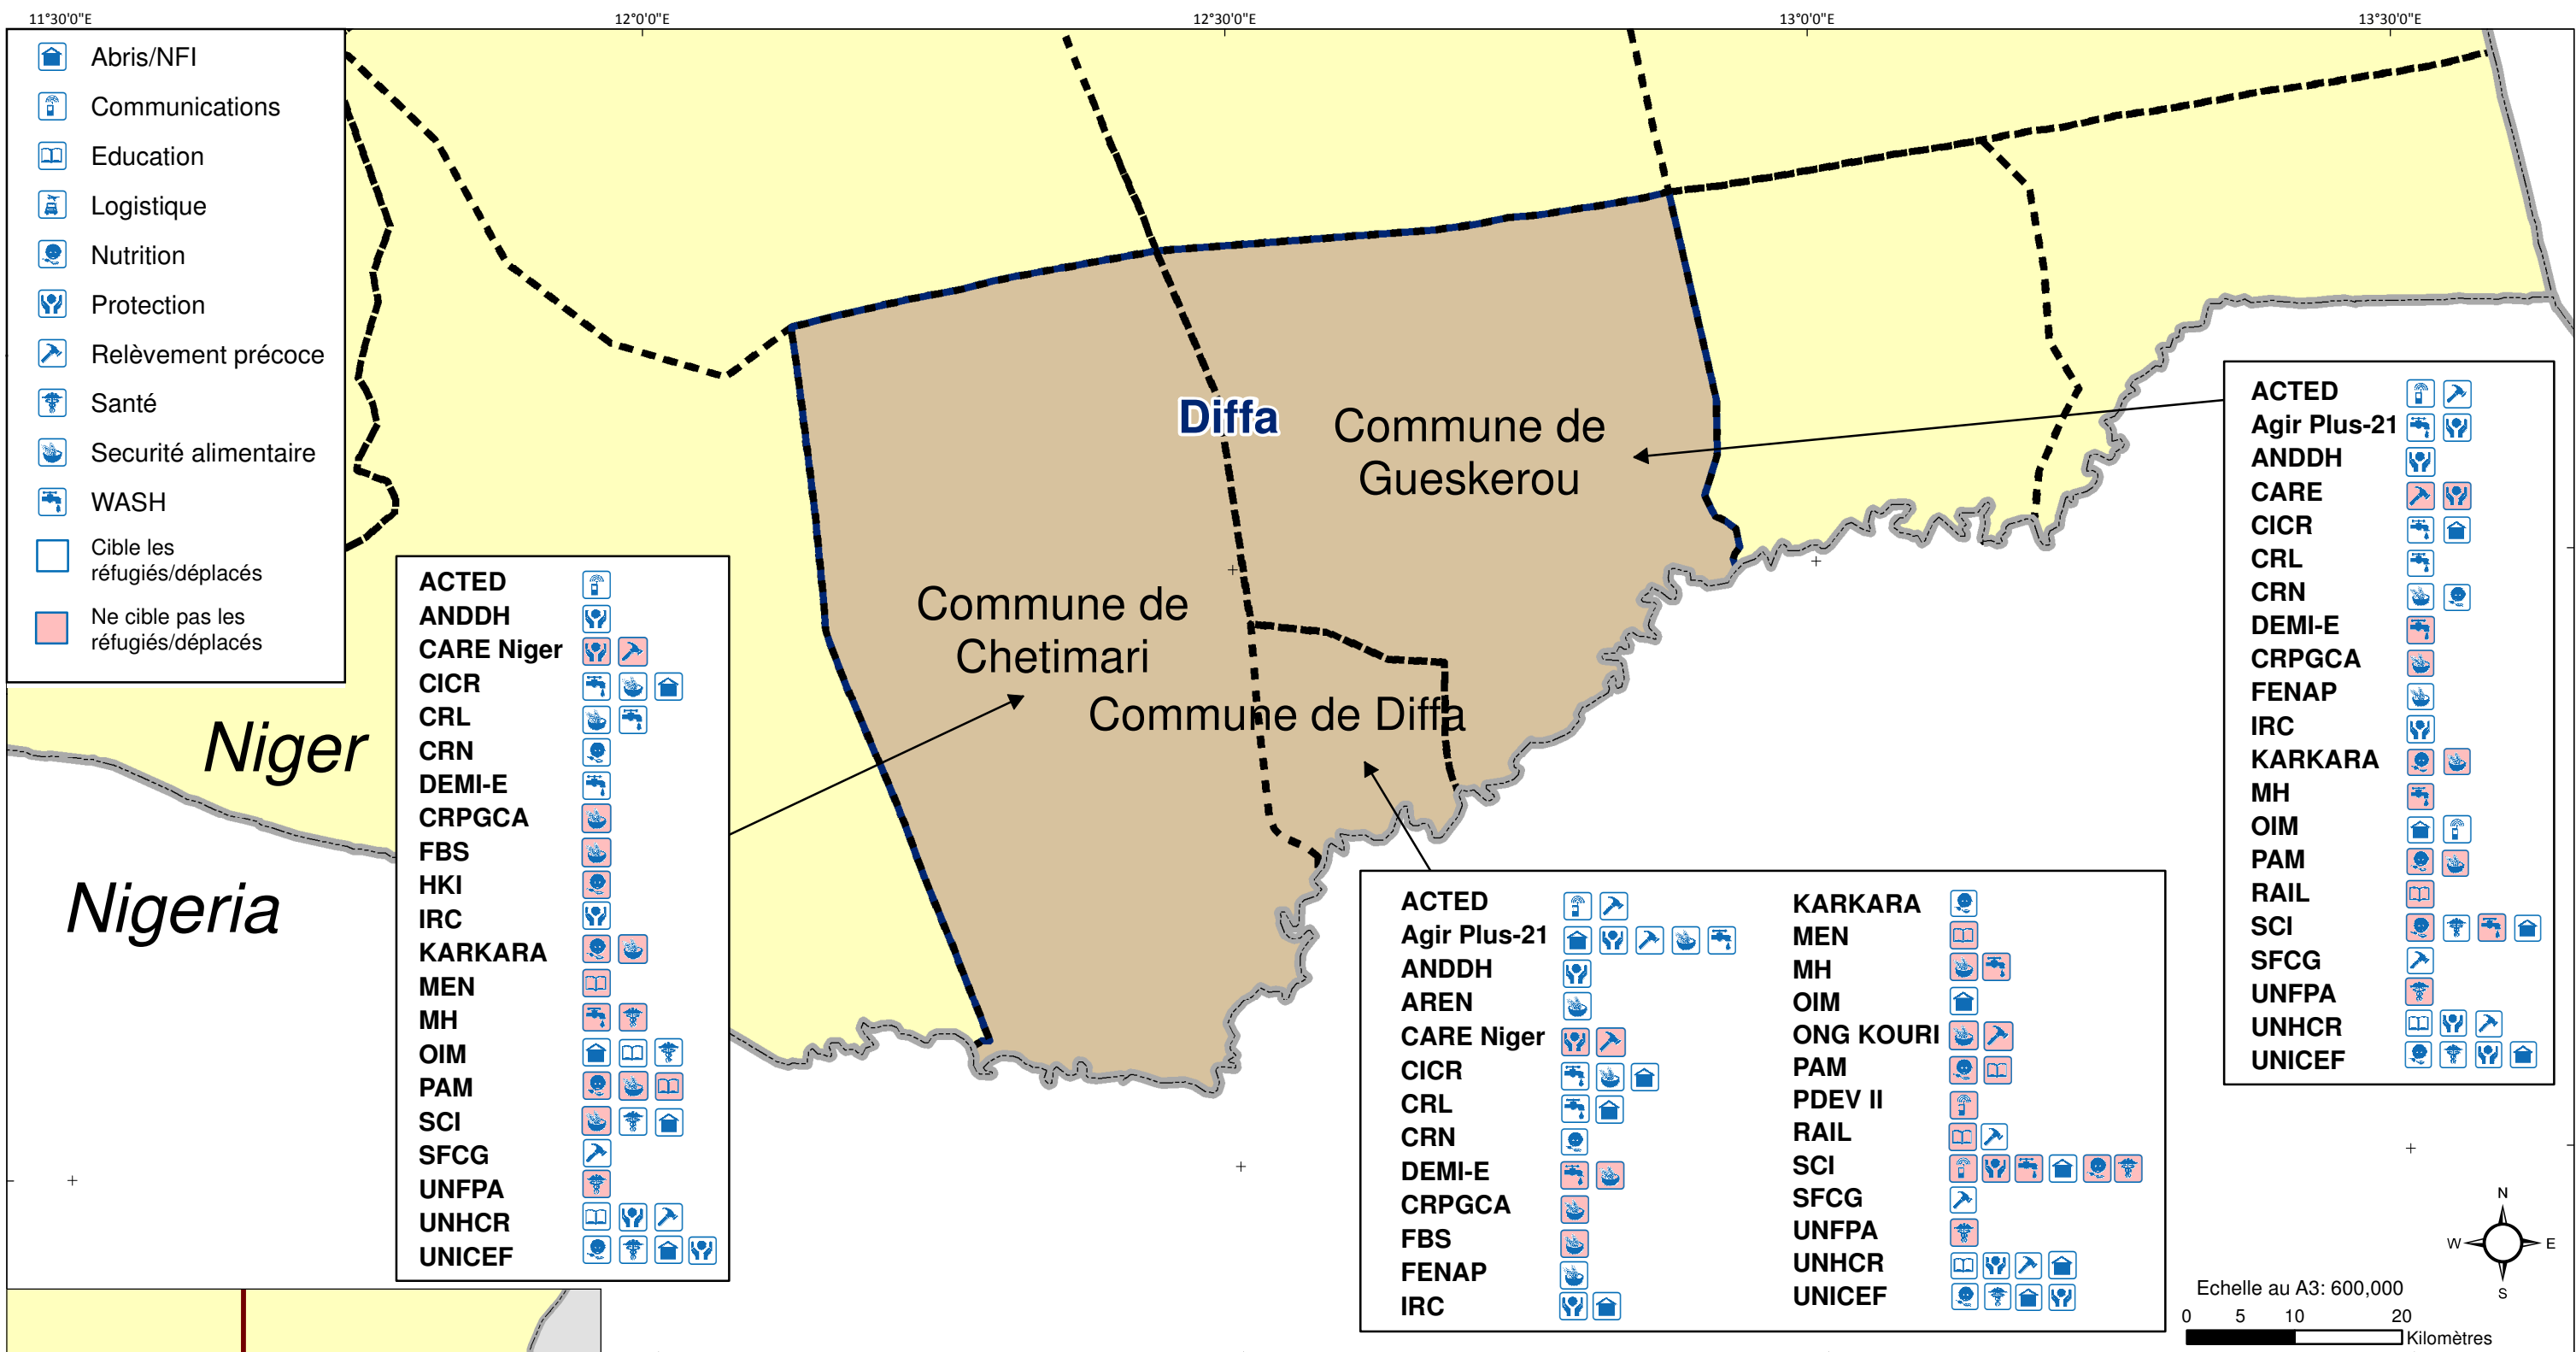 11°30'0"E
12°0'0"E
12°30'0"E
13°0'0"E
13°30'0"E
Abris/NFI
Communications
Education
Logistique
Nutrition
Protection
Relèvement précoce
Santé
Securité alimentaire
WASH
Cible les
réfugiés/déplacés
Ne cible pas les
réfugiés/déplacés
Niger
Nigeria
Diffa
Commune de
Gueskerou
Commune de
Chetimari
Commune de Diffa
ACTED
ANDDH
CARE Niger
CICR
CRL
CRN
DEMI-E
CRPGCA
FBS
HKI
IRC
KARKARA
MEN
MH
OIM
PAM
SCI
SFCG
UNFPA
UNHCR
UNICEF
ACTED
Agir Plus-21
ANDDH
AREN
CARE Niger
CICR
CRL
CRN
DEMI-E
CRPGCA
FBS
FENAP
IRC
KARKARA
MEN
MH
OIM
ONG KOURI
PAM
PDEV II
RAIL
SCI
SFCG
UNFPA
UNHCR
UNICEF
ACTED
Agir Plus-21
ANDDH
CARE
CICR
CRL
CRN
DEMI-E
CRPGCA
FENAP
IRC
KARKARA
MH
OIM
PAM
RAIL
SCI
SFCG
UNFPA
UNHCR
UNICEF
N
W E
S
Echelle au A3: 600,000
0 5 10 20
Kilomètres